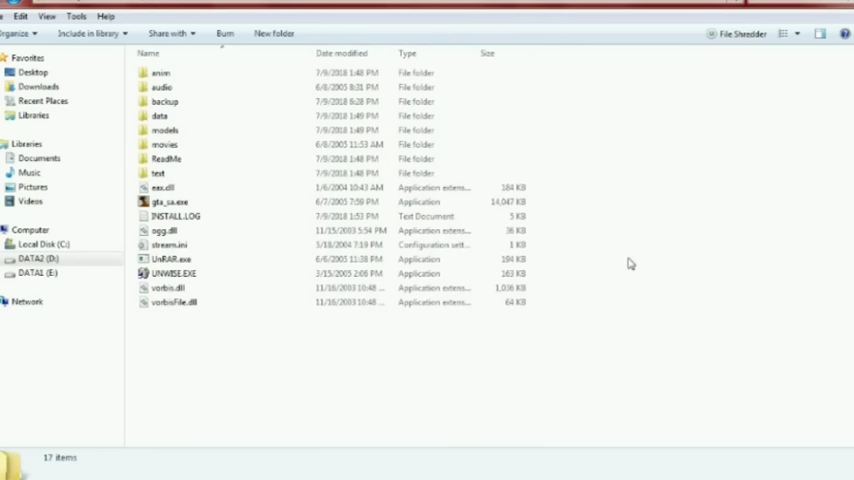 Edit View Tools Help
Organize Include in library Share with Burn New folder File Shredder
Name Date modified Type Size
Favorites
Desktop
Downloads
Recent Places
Libraries
Libraries
Documents
Music
Pictures
Videos
Computer
Local Disk (C:)
DATA2 (D:)
DATA1 (E:)
Network
anim 7/9/2018 1:48 PM File folder
audio 6/8/2005 8:31 PM File folder
backup 7/9/2018 6:28 PM File folder
data 7/9/2018 1:49 PM File folder
models 7/9/2018 1:49 PM File folder
movies 6/8/2005 11:53 AM File folder
ReadMe 7/9/2018 1:48 PM File folder
text 7/9/2018 1:48 PM File folder
eax.dll 1/6/2004 10:43 AM Application extens... 184 KB
gta_sa.exe 6/7/2005 7:59 PM Application 14,047 KB
INSTALL.LOG 7/9/2018 1:53 PM Text Document 5 KB
ogg.dll 11/15/2003 5:54 PM Application extens... 36 KB
stream.ini 5/18/2004 7:19 PM Configuration sett... 1 KB
UnRAR.exe 6/6/2005 11:38 PM Application 194 KB
UNWISE.EXE 3/15/2005 2:06 PM Application 163 KB
vorbis.dll 11/16/2003 10:48 ... Application extens... 1,036 KB
vorbisFile.dll 11/16/2003 10:48 ... Application extens... 64 KB
17 items